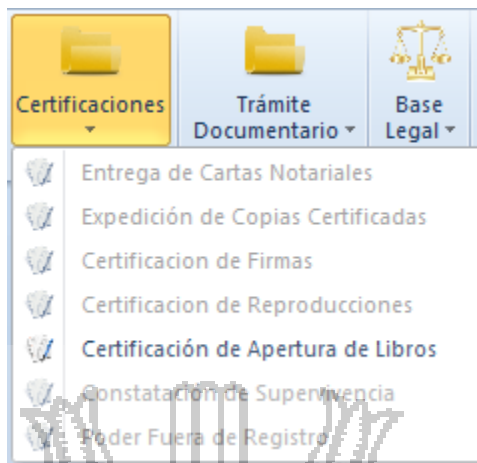 Certificaciones
Trámite
Documentario
Base
Legal
Entrega de Cartas Notariales
Expedición de Copias Certificadas
Certificacion de Firmas
Certificacion de Reproducciones
Certificación de Apertura de Libros
Constatación de Supervivencia
Poder Fuera de Registro